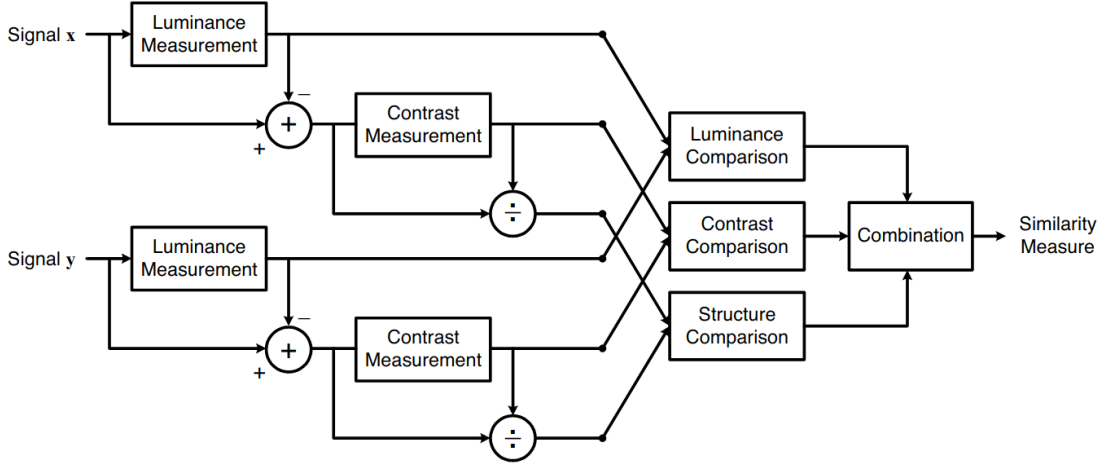 Signal x
Luminance
Measurement
−
+
+
Contrast
Measurement
÷
Signal y
Luminance
Measurement
−
+
+
Contrast
Measurement
÷
Luminance
Comparison
Contrast
Comparison
Structure
Comparison
Combination
Similarity
Measure